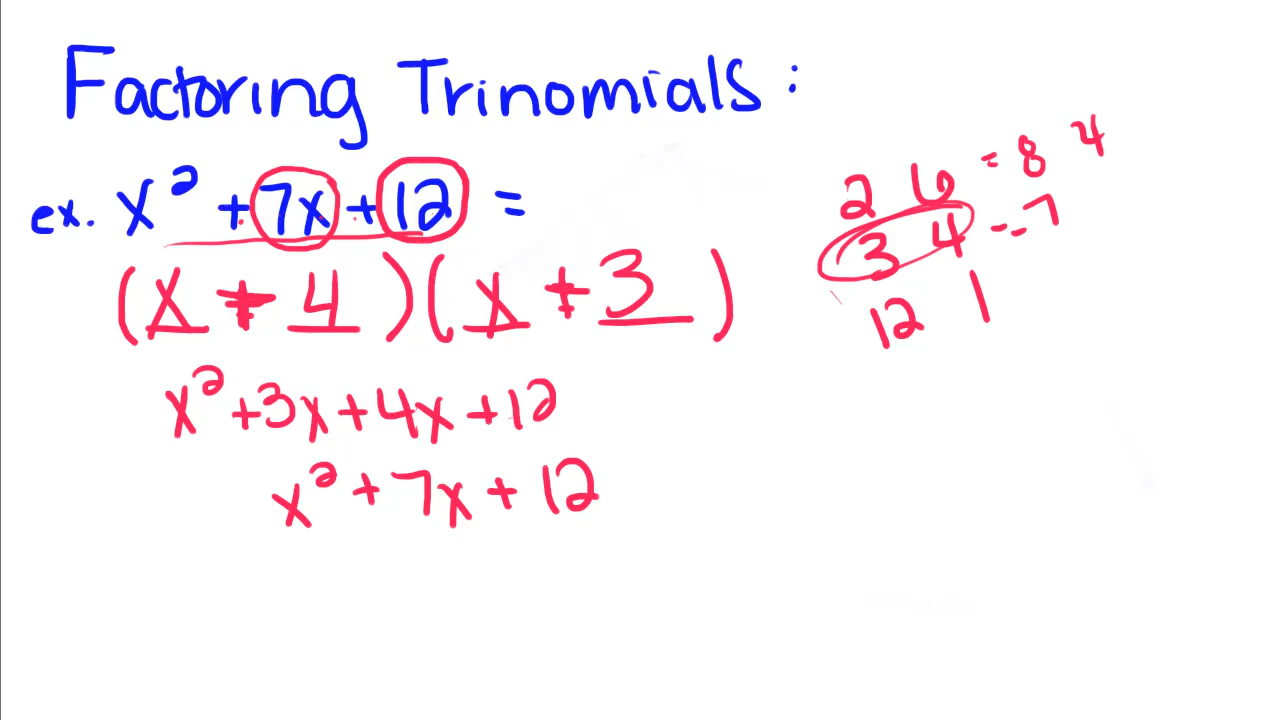 Factoring Trinomials:
ex. x² + 7x + 12 =
(x + 4)(x + 3)
x² + 3x + 4x + 12
x² + 7x + 12
2 6 = 8 4
3 4 = 7
12 1